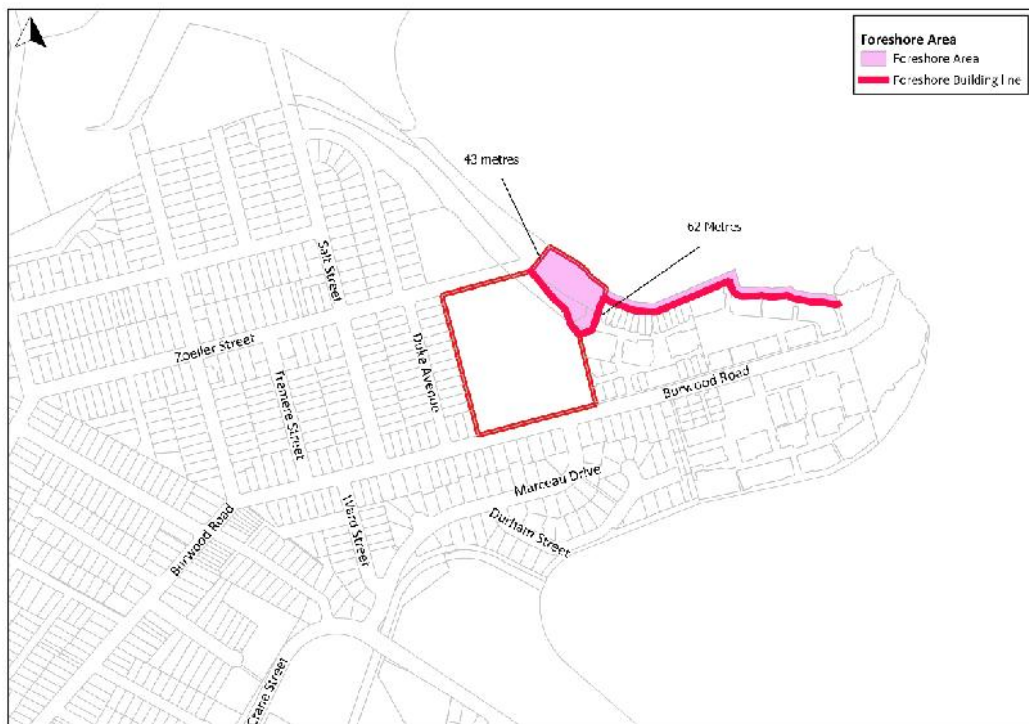 Foreshore Area
Foreshore Area
Foreshore Building line
43 metres
62 Metres
Salt Street
Zoeller Street
Duke Avenue
Tremere Street
Burwood Road
Marceau Drive
Ward Street
Durham Street
Burwood Road
Crane Street